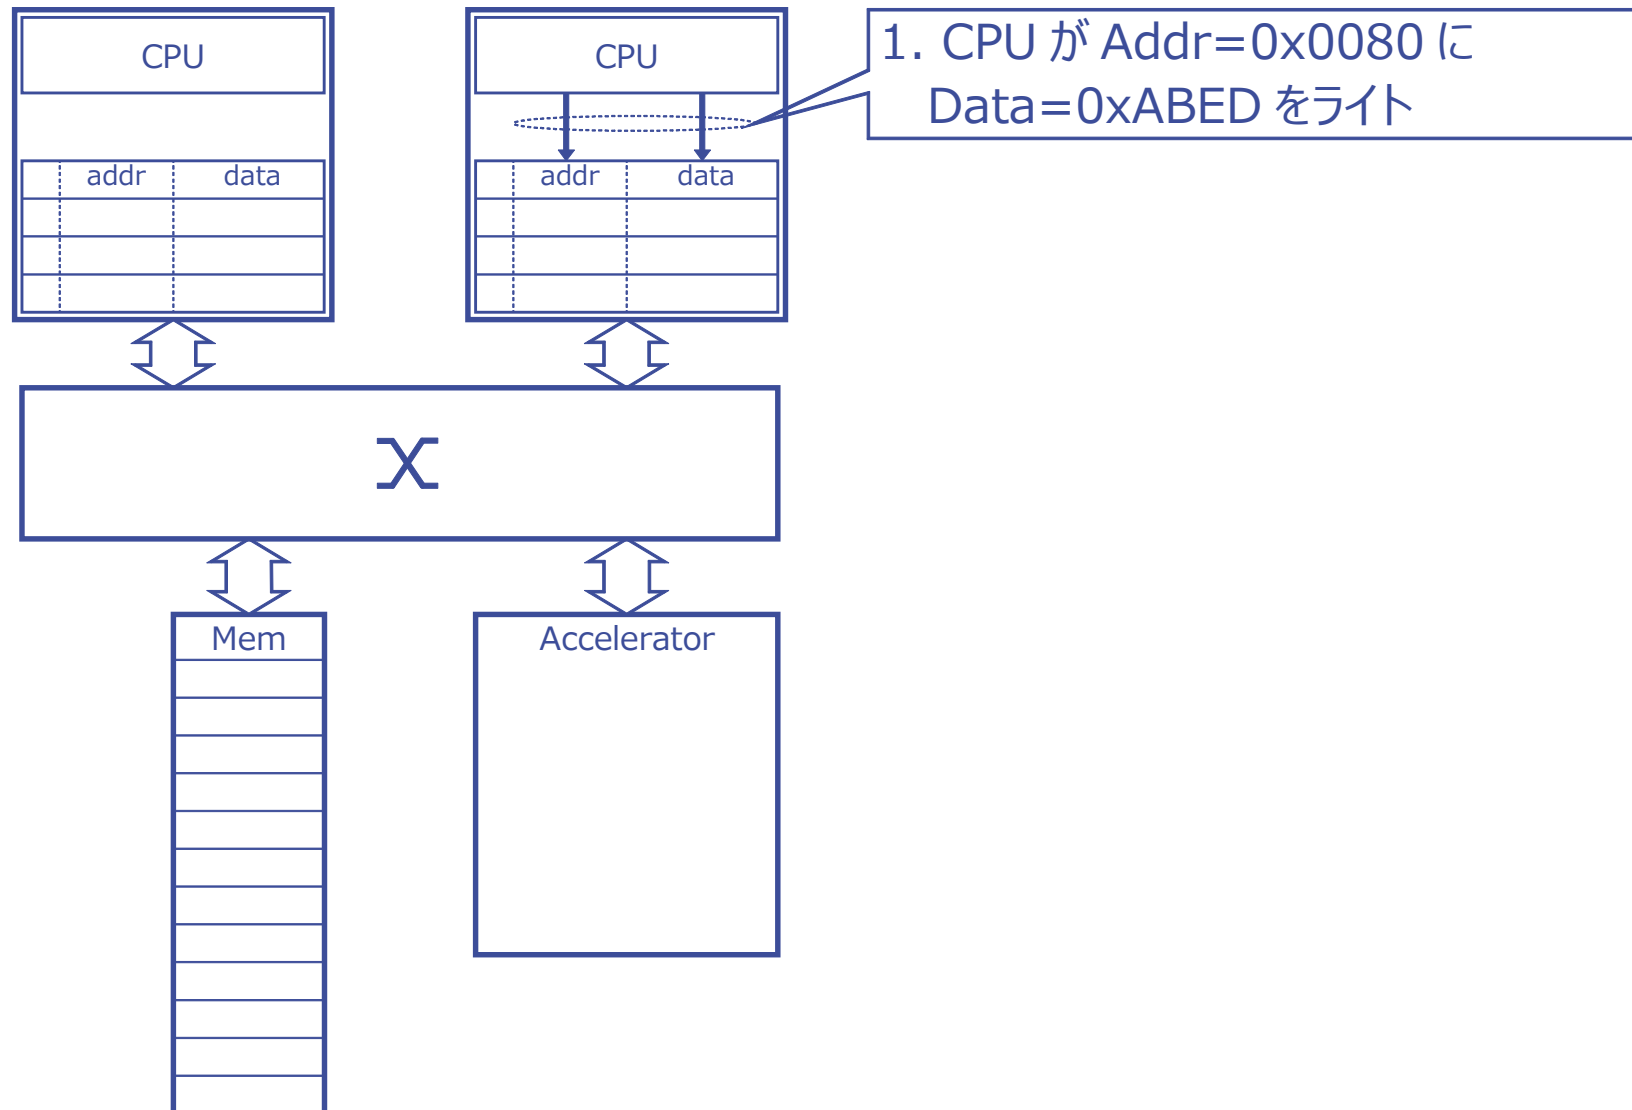 CPU
CPU
1. CPU が Addr=0x0080 に
Data=0xABED をライト
addr data
addr data
Mem
Accelerator